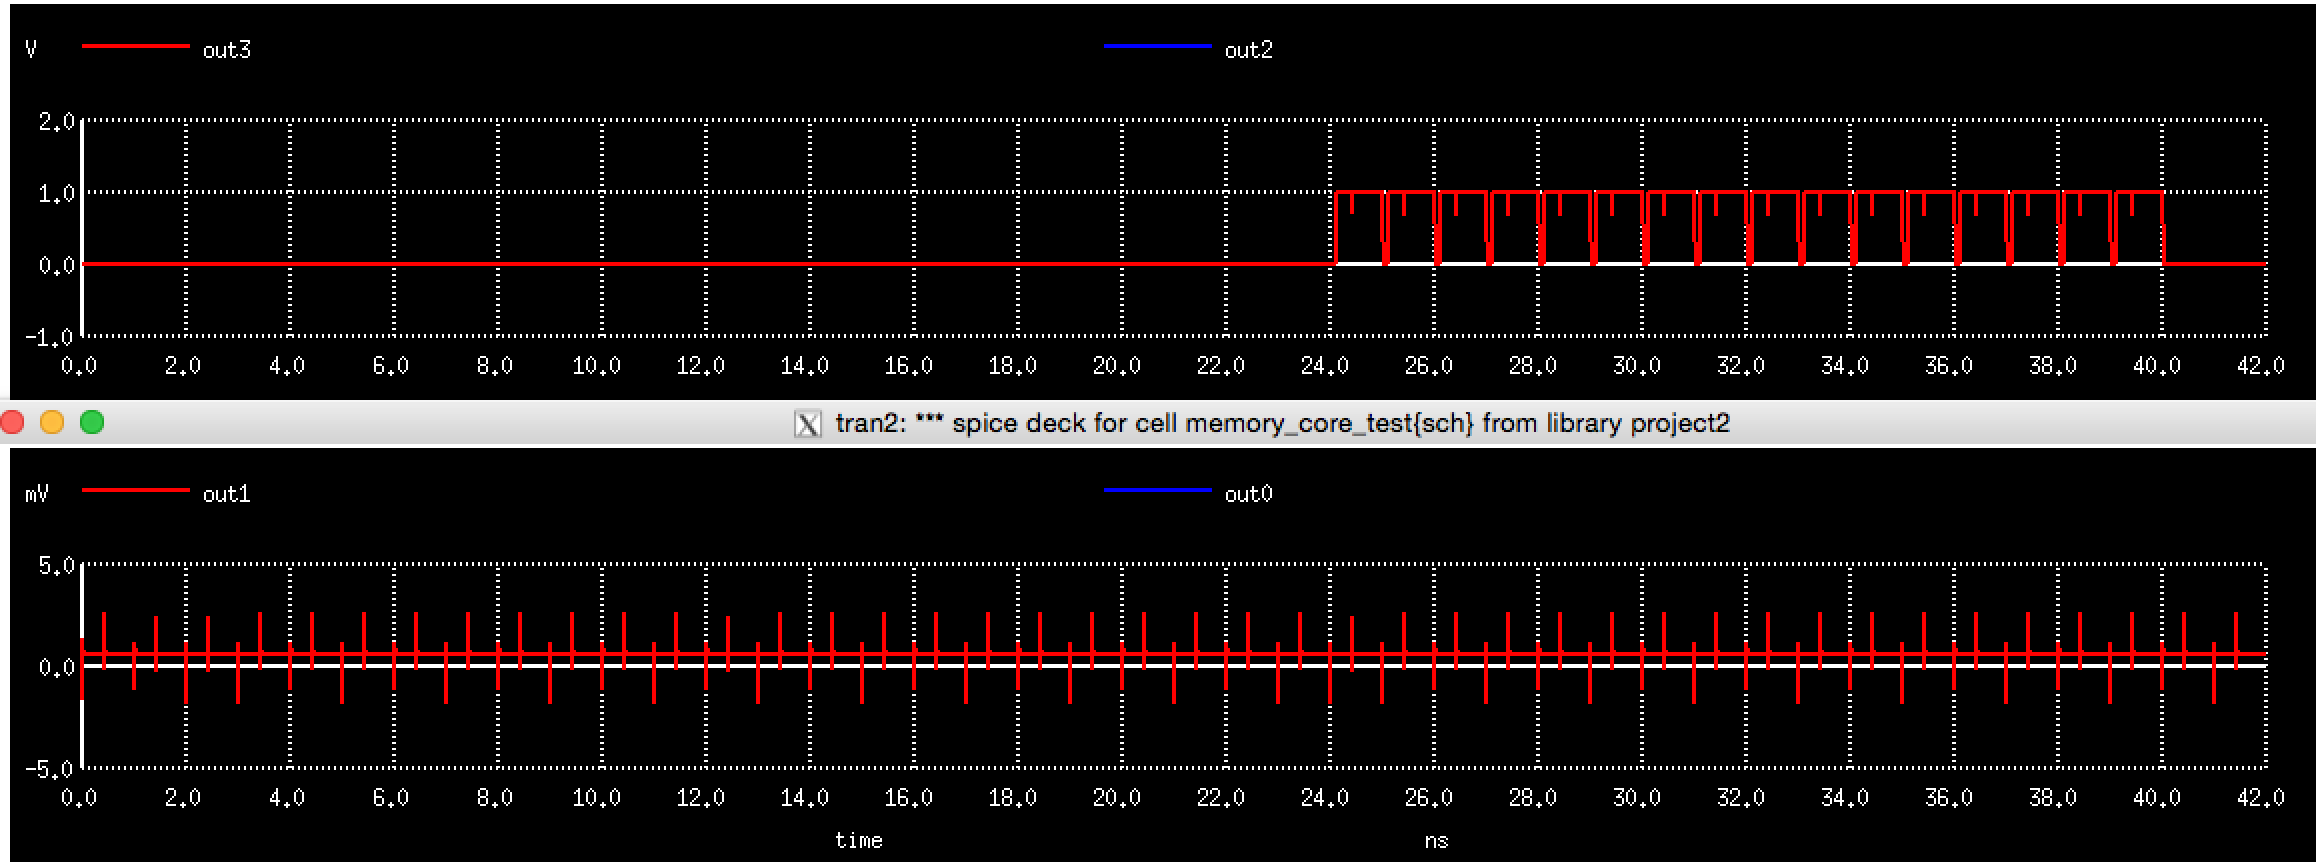 V out3 out2
2.0
1.0
0.0
-1.0
0.0 2.0 4.0 6.0 8.0 10.0 12.0 14.0 16.0 18.0 20.0 22.0 24.0 26.0 28.0 30.0 32.0 34.0 36.0 38.0 40.0 42.0
tran2: *** spice deck for cell memory_core_test{sch} from library project2
mV out1 out0
5.0
0.0
-5.0
0.0 2.0 4.0 6.0 8.0 10.0 12.0 14.0 16.0 18.0 20.0 22.0 24.0 26.0 28.0 30.0 32.0 34.0 36.0 38.0 40.0 42.0
time ns